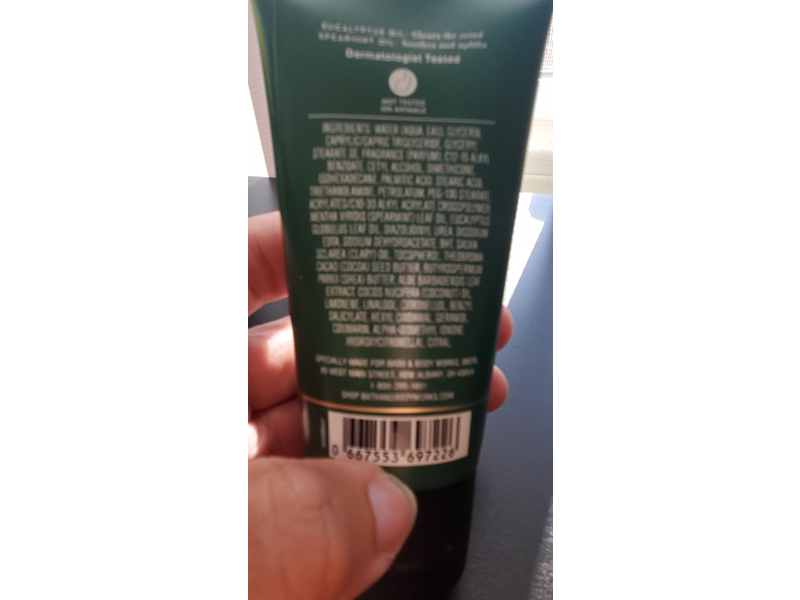 EUCALYPTUS OIL: Clears the mind
SPEARMINT OIL: Soothes and uplifts
Dermatologist Tested
NOT TESTED
ON ANIMALS
INGREDIENTS: WATER (AQUA, EAU), GLYCERIN,
CAPRYLIC/CAPRIC TRIGLYCERIDE, GLYCERYL
STEARATE SE, FRAGRANCE (PARFUM), C12-15 ALKYL
BENZOATE, CETYL ALCOHOL, DIMETHICONE,
ISOHEXADECANE, PALMITIC ACID, STEARIC ACID,
TRIETHANOLAMINE, PETROLATUM, PEG-100 STEARATE,
ACRYLATES/C10-30 ALKYL ACRYLATE CROSSPOLYMER,
MENTHA VIRIDIS (SPEARMINT) LEAF OIL, EUCALYPTUS
GLOBULUS LEAF OIL, DIAZOLIDINYL UREA, DISODIUM
EDTA, SODIUM DEHYDROACETATE, BHT, SALVIA
SCLAREA (CLARY) OIL, TOCOPHEROL, THEOBROMA
CACAO (COCOA) SEED BUTTER, BUTYROSPERMUM
PARKII (SHEA) BUTTER, ALOE BARBADENSIS LEAF
EXTRACT, COCOS NUCIFERA (COCONUT) OIL,
LIMONENE, LINALOOL, CITRONELLOL, BENZYL
SALICYLATE, HEXYL CINNAMAL, GERANIOL,
COUMARIN, ALPHA-ISOMETHYL IONONE,
HYDROXYCITRONELLAL, CITRAL.
SPECIALLY MADE FOR BATH & BODY WORKS, DISTR.
WEST MAIN STREET, NEW ALBANY, OH 43054
SHOP BATHANDBODYWORKS.COM
0 667553 697226